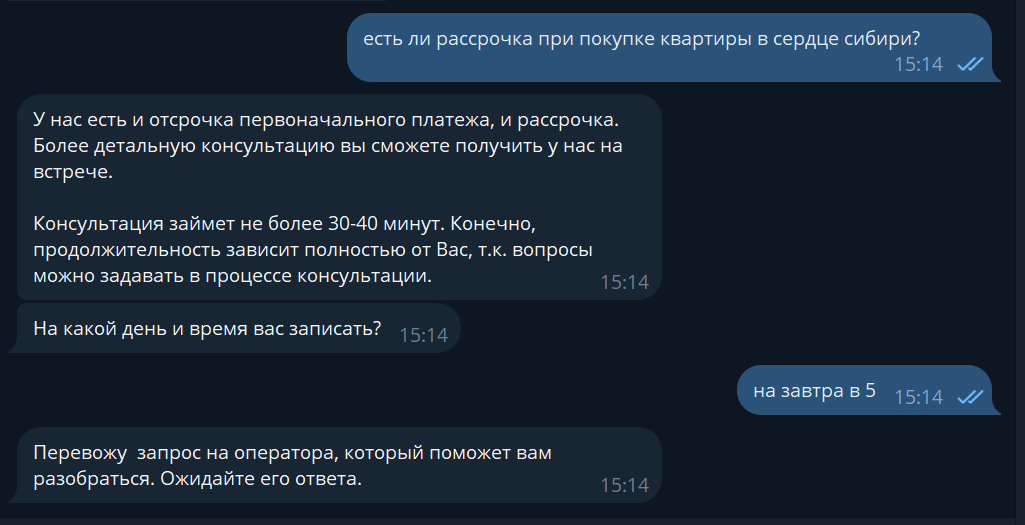 есть ли рассрочка при покупке квартиры в сердце сибири?
15:14
У нас есть и отсрочка первоначального платежа, и рассрочка.
Более детальную консультацию вы сможете получить у нас на
встрече.
Консультация займет не более 30-40 минут. Конечно,
продолжительность зависит полностью от Вас, т.к. вопросы
можно задавать в процессе консультации.
15:14
На какой день и время вас записать? 15:14
на завтра в 5 15:14
Перевожу  запрос на оператора, который поможет вам
разобраться. Ожидайте его ответа.
15:14